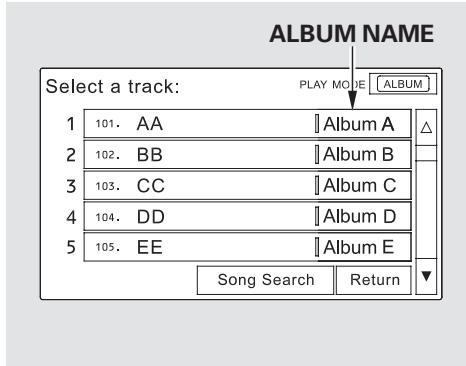 ALBUM NAME
Select a track: PLAY MODE ALBUM
1 101. AA Album A
2 102. BB Album B
3 103. CC Album C
4 104. DD Album D
5 105. EE Album E
Song Search Return